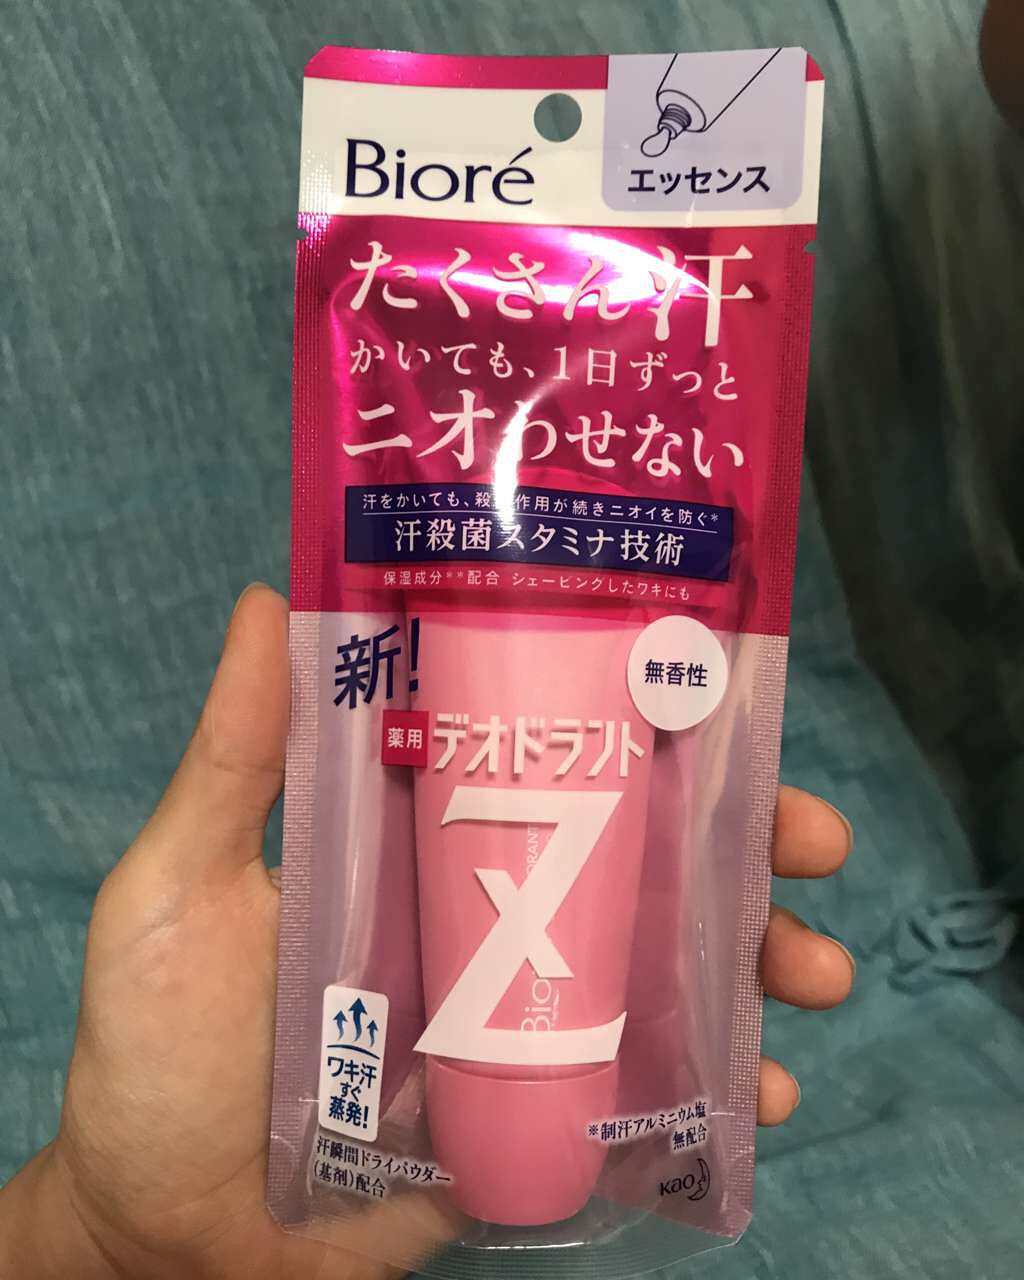 Bioré
エッセンス
たくさん汗
かいても、1日ずっと
ニオわせない
汗をかいても、殺菌作用が続きニオイを防ぐ*
汗殺菌スタミナ技術
保湿成分**配合 シェービングしたワキにも
新!
無香性
薬用
デオドラント
Z
ORANT
Bio
ワキ汗
すぐ
蒸発!
汗瞬間ドライパウダー
(基剤)配合
※制汗アルミニウム塩
無配合
Kao